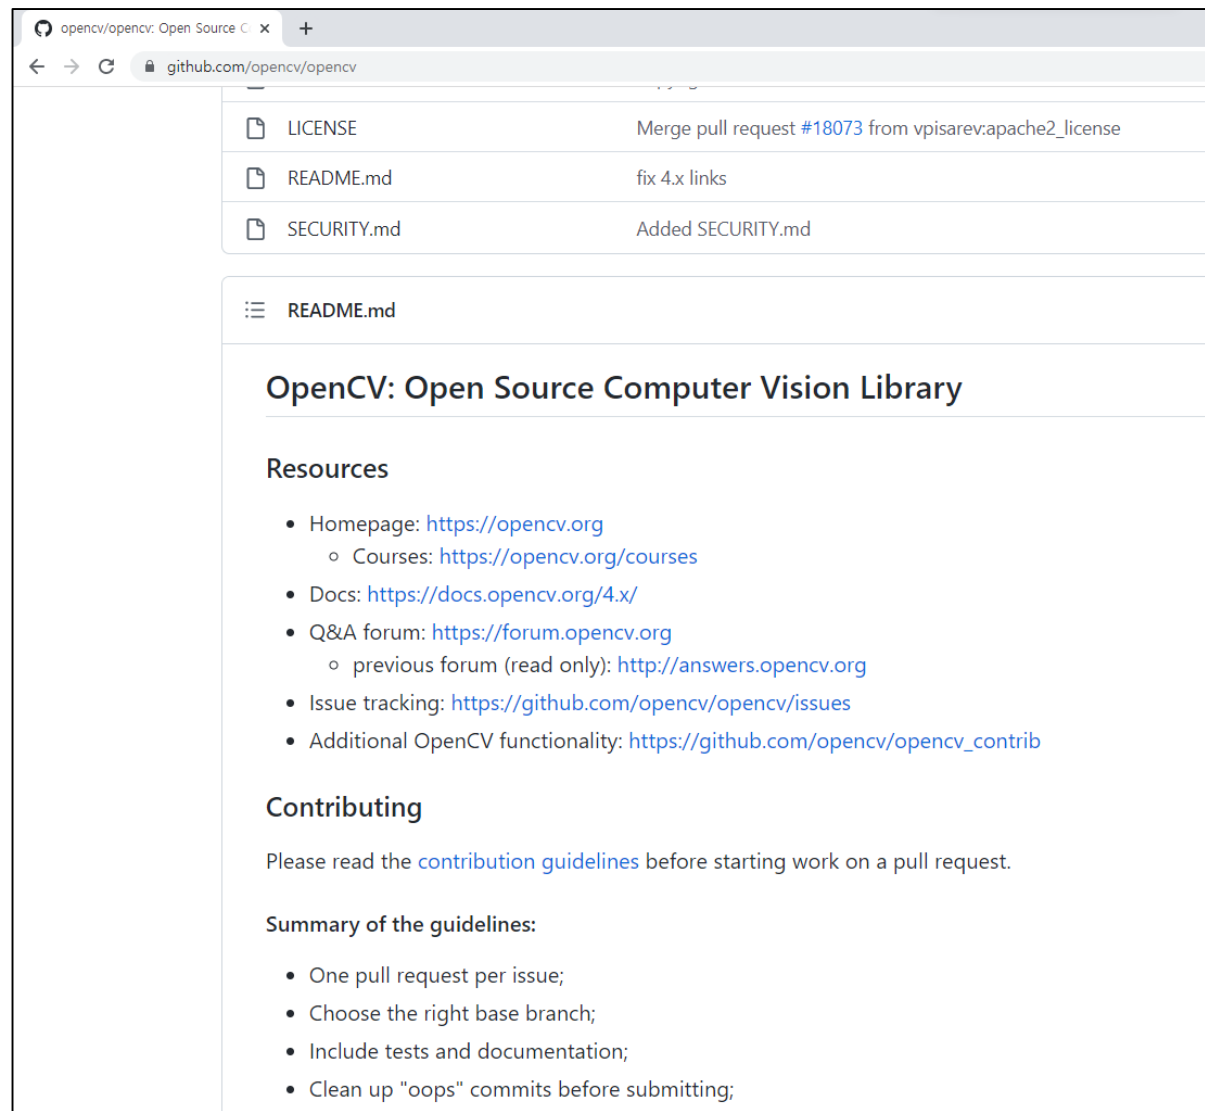 opencv/opencv: Open Source C
github.com/opencv/opencv
LICENSE Merge pull request #18073 from vpisarev:apache2_license
README.md fix 4.x links
SECURITY.md Added SECURITY.md
README.md
OpenCV: Open Source Computer Vision Library
Resources
• Homepage: https://opencv.org
◦ Courses: https://opencv.org/courses
• Docs: https://docs.opencv.org/4.x/
• Q&A forum: https://forum.opencv.org
◦ previous forum (read only): http://answers.opencv.org
• Issue tracking: https://github.com/opencv/opencv/issues
• Additional OpenCV functionality: https://github.com/opencv/opencv_contrib
Contributing
Please read the contribution guidelines before starting work on a pull request.
Summary of the guidelines:
• One pull request per issue;
• Choose the right base branch;
• Include tests and documentation;
• Clean up "oops" commits before submitting;